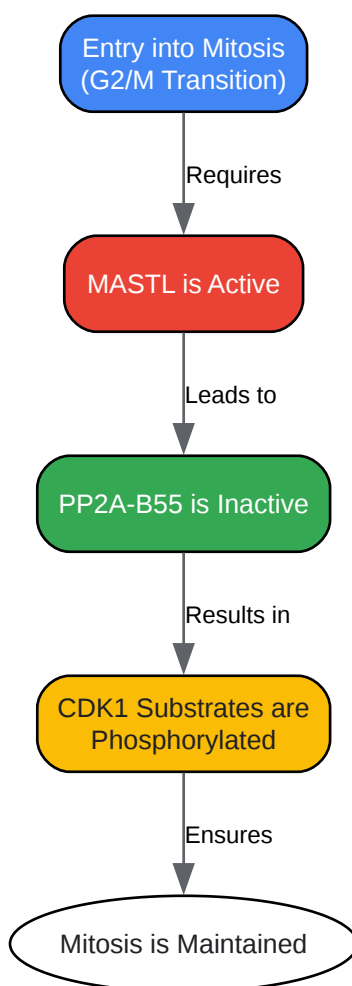 Entry into Mitosis
(G2/M Transition)
Requires
MASTL is Active
Leads to
PP2A-B55 is Inactive
Results in
CDK1 Substrates are
Phosphorylated
Ensures
Mitosis is Maintained